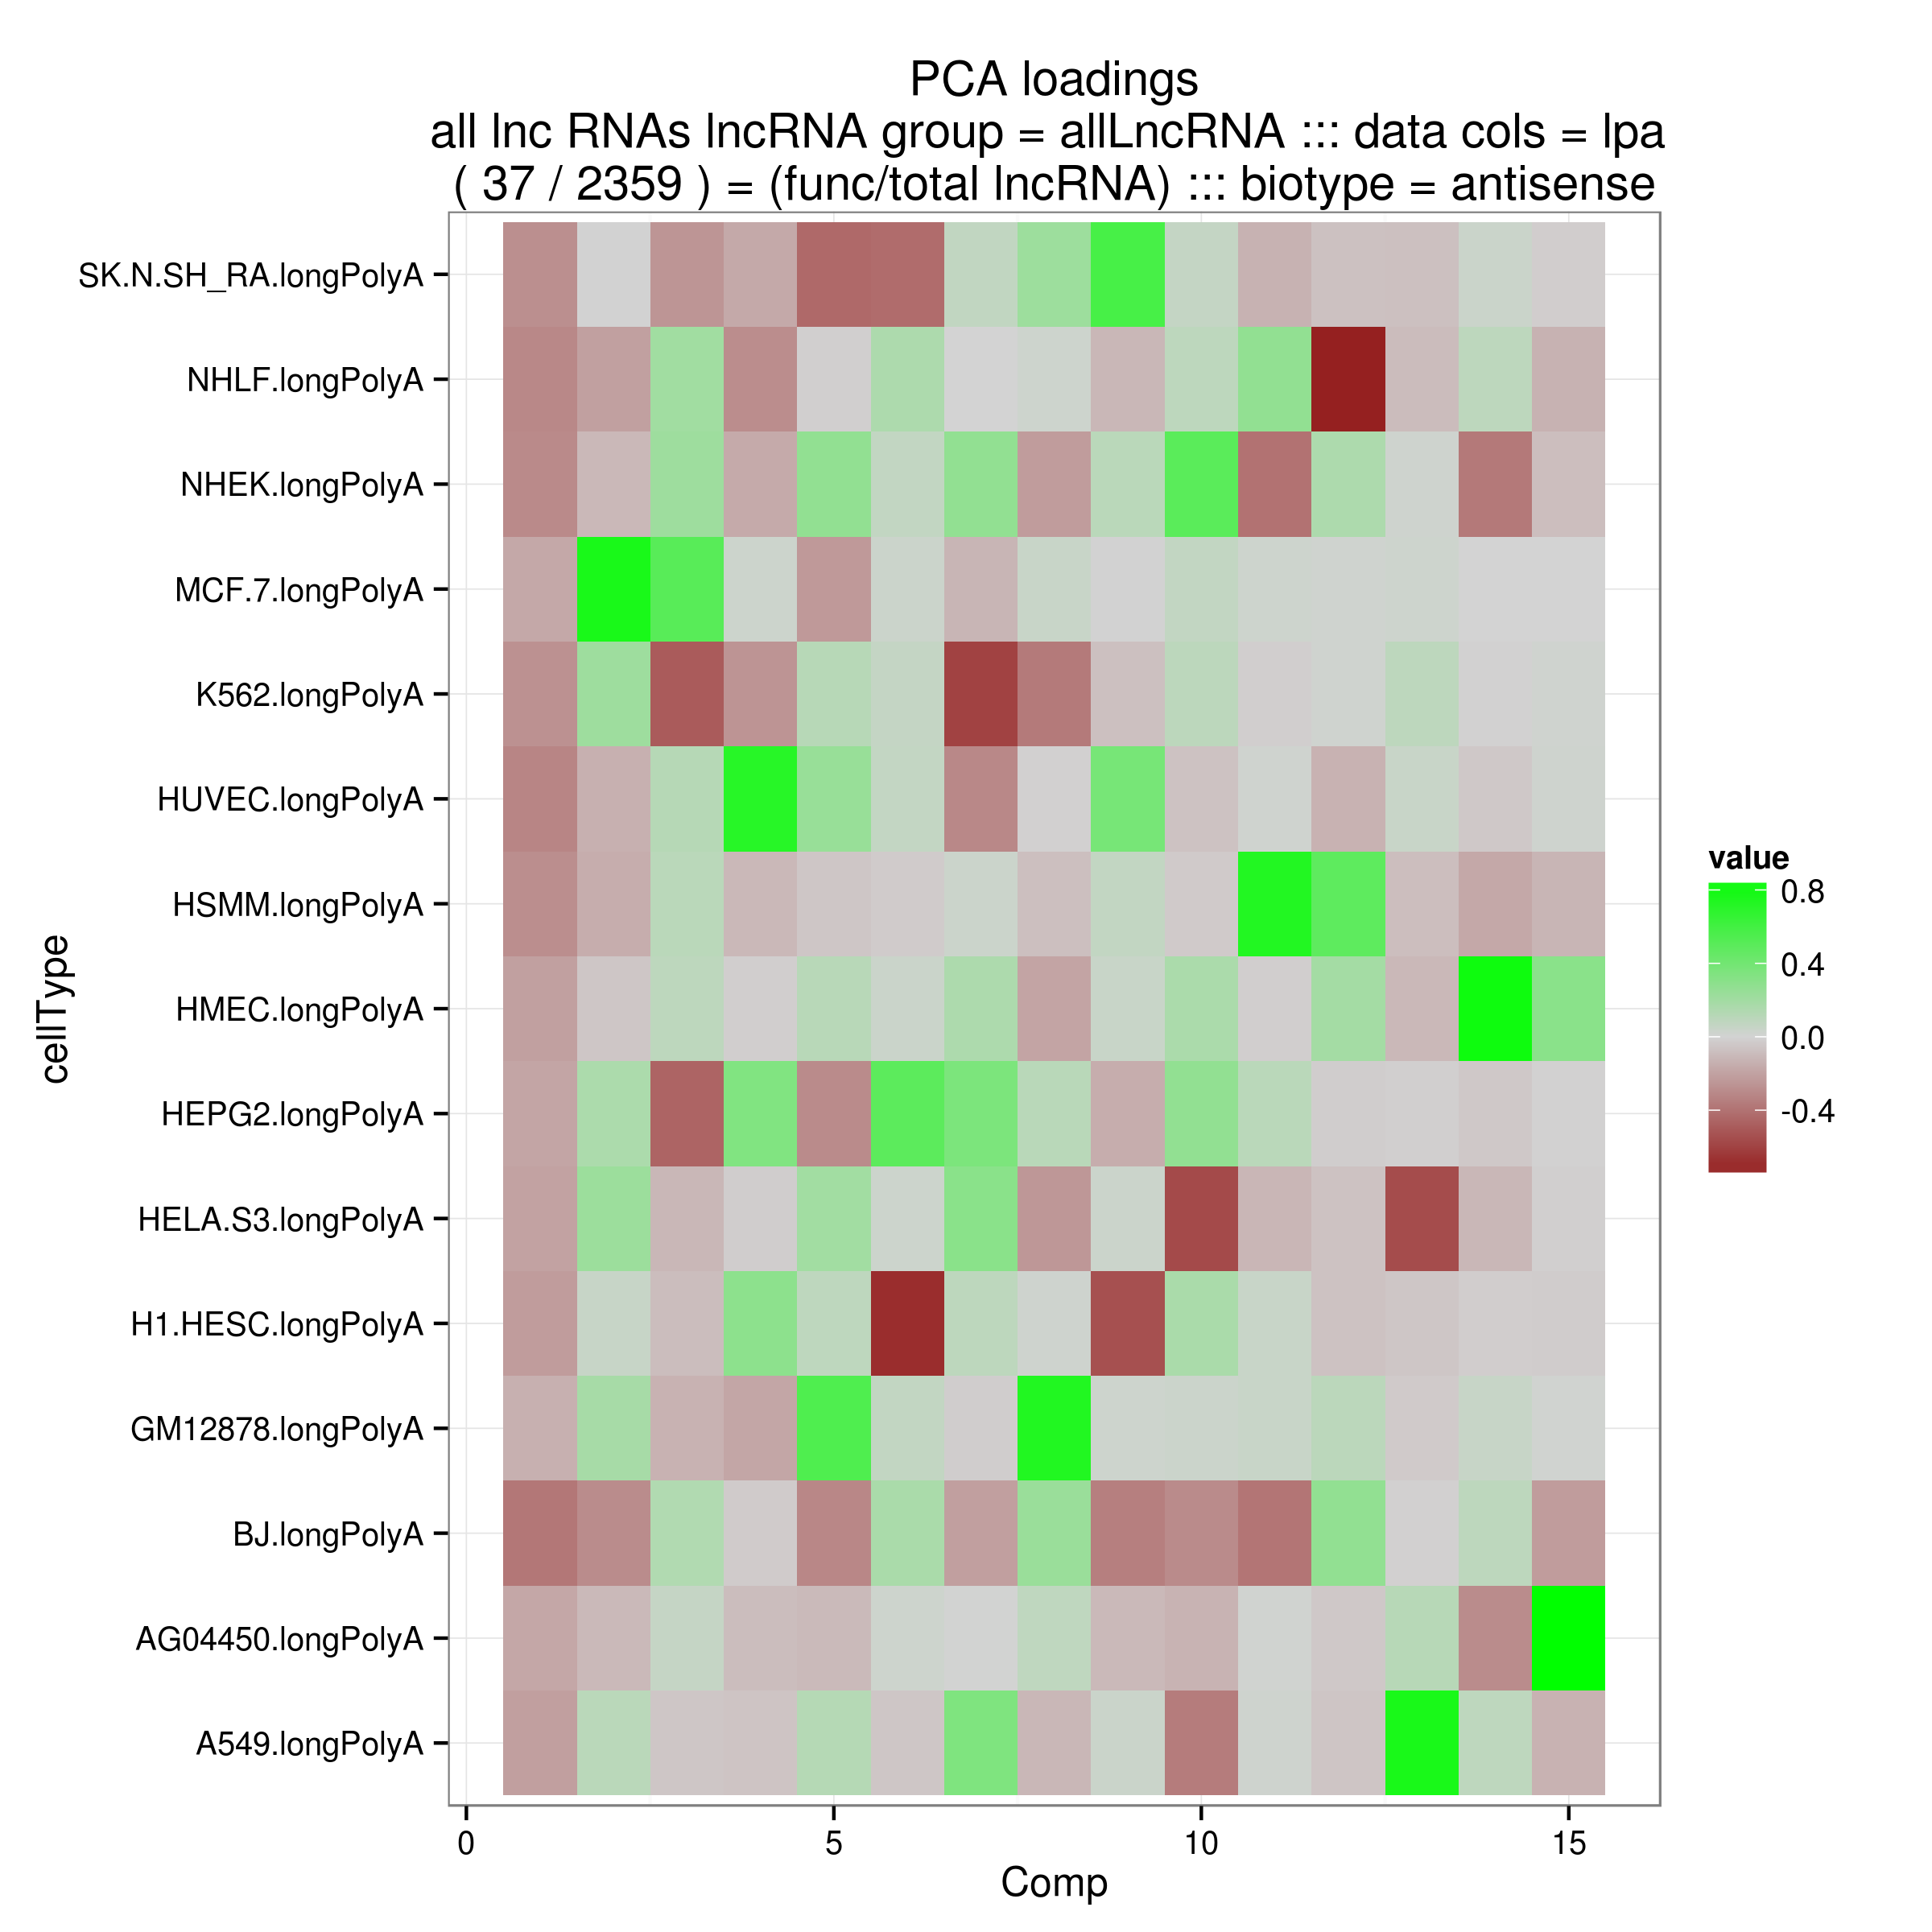 PCA loadings
all lnc RNAs lncRNA group = allLncRNA ::: data cols = lpa
( 37 / 2359 ) = (func/total lncRNA) ::: biotype = antisense
SK.N.SH_RA.longPolyA
NHLF.longPolyA
NHEK.longPolyA
MCF.7.longPolyA
K562.longPolyA
HUVEC.longPolyA
HSMM.longPolyA
HMEC.longPolyA
HEPG2.longPolyA
HELA.S3.longPolyA
H1.HESC.longPolyA
GM12878.longPolyA
BJ.longPolyA
AG04450.longPolyA
A549.longPolyA
cellType
0 5 10 15
Comp
value
0.8
0.4
0.0
-0.4